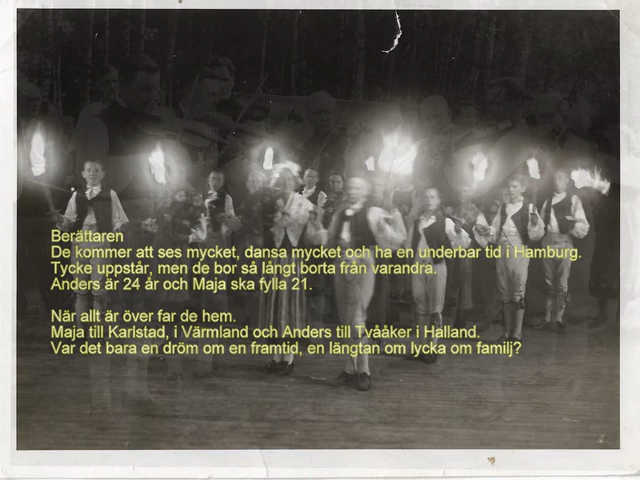 Berättaren
De kommer att ses mycket, dansa mycket och ha en underbar tid i Hamburg.
Tycke uppstår, men de bor så långt borta från varandra.
Anders är 24 år och Maja ska fylla 21.

När allt är över far de hem.
Maja till Karlstad, i Värmland och Anders till Tvååker i Halland.
Var det bara en dröm om en framtid, en längtan om lycka om familj?